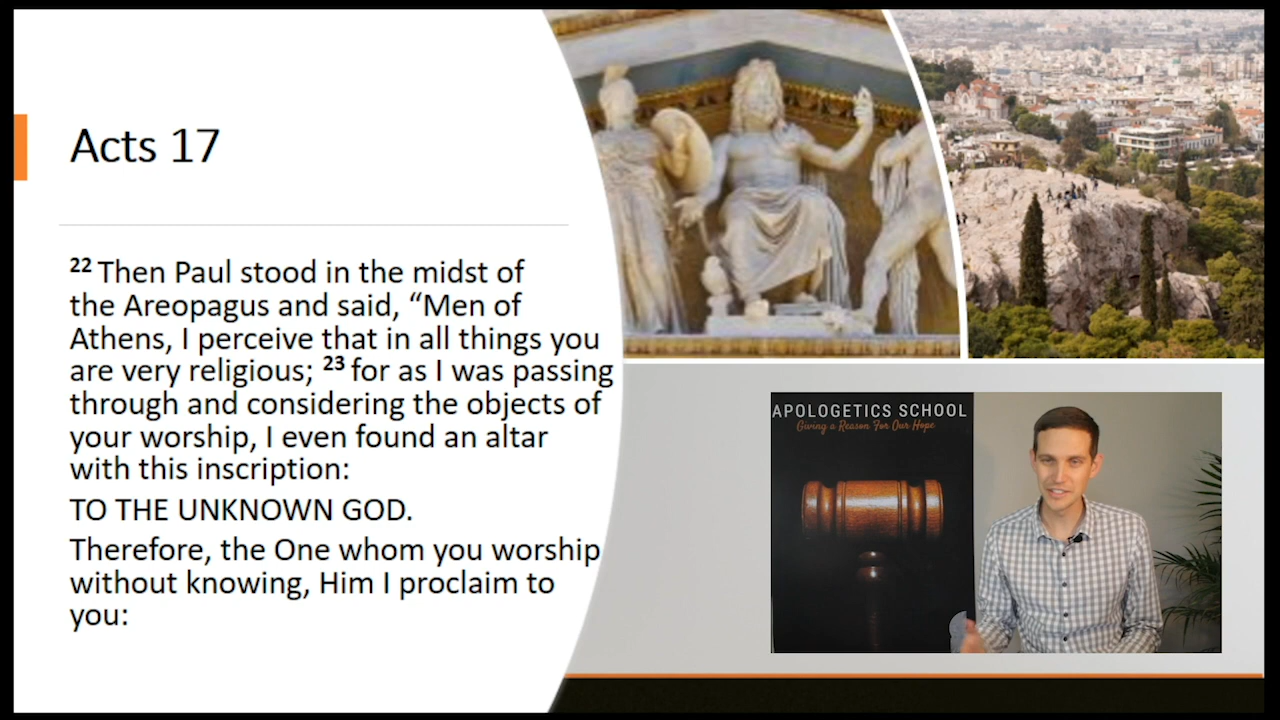 Acts 17
22 Then Paul stood in the midst of
the Areopagus and said, “Men of
Athens, I perceive that in all things you
are very religious; 23 for as I was passing
through and considering the objects of
your worship, I even found an altar
with this inscription:
TO THE UNKNOWN GOD.
Therefore, the One whom you worship
without knowing, Him I proclaim to
you:
APOLOGETICS SCHOOL
Giving a Reason For Our Hope